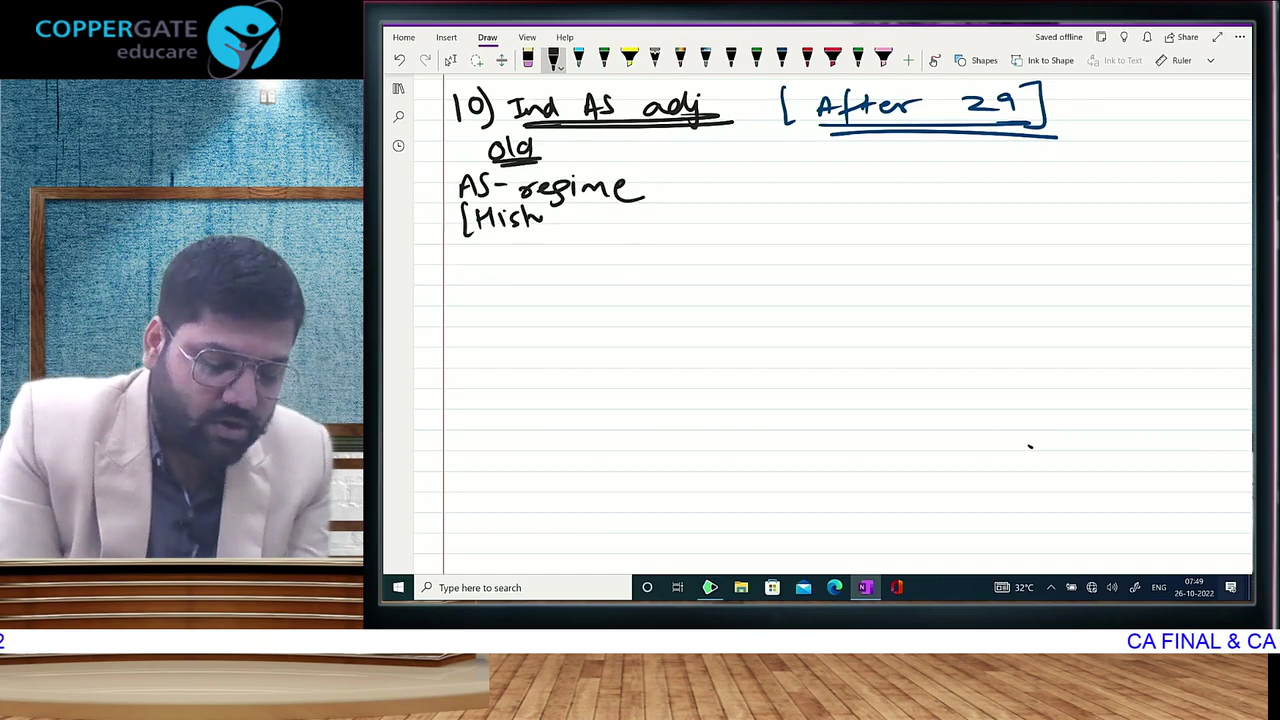 COPPERGATE
educare
Home Insert Draw View Help
Saved offline
Share
Shapes
Ink to Shape
Ink to Text
Ruler
10) Ind AS adj [After 29]
Old
AS-regime
[Hist
Type here to search
32°C
ENG
07:49
26-10-2022
2
CA FINAL & CA